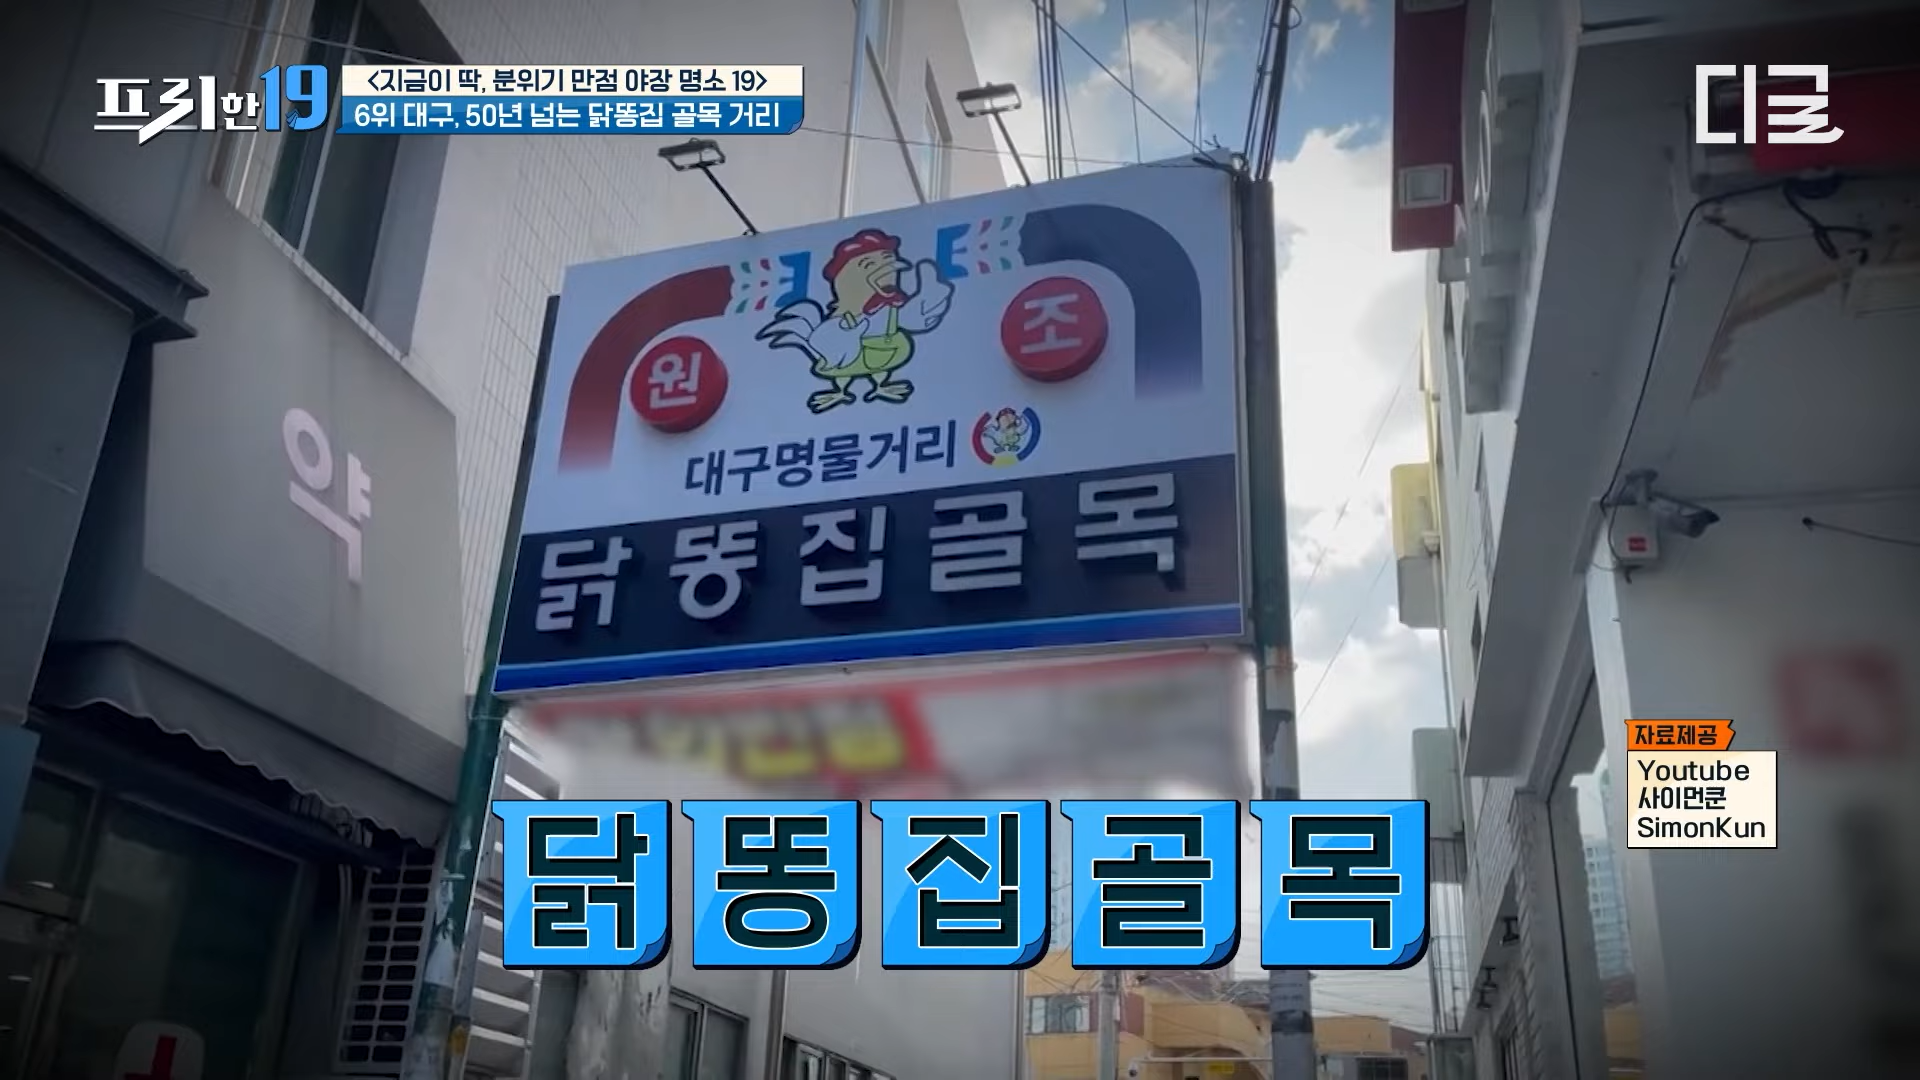 프리한19
<지금이 딱, 분위기 만점 야장 명소 19>
6위 대구, 50년 넘는 닭똥집 골목 거리
디글
원 조
대구명물거리
닭똥집골목
약
자료제공
Youtube
사이먼쿤
SimonKun
닭똥집골목